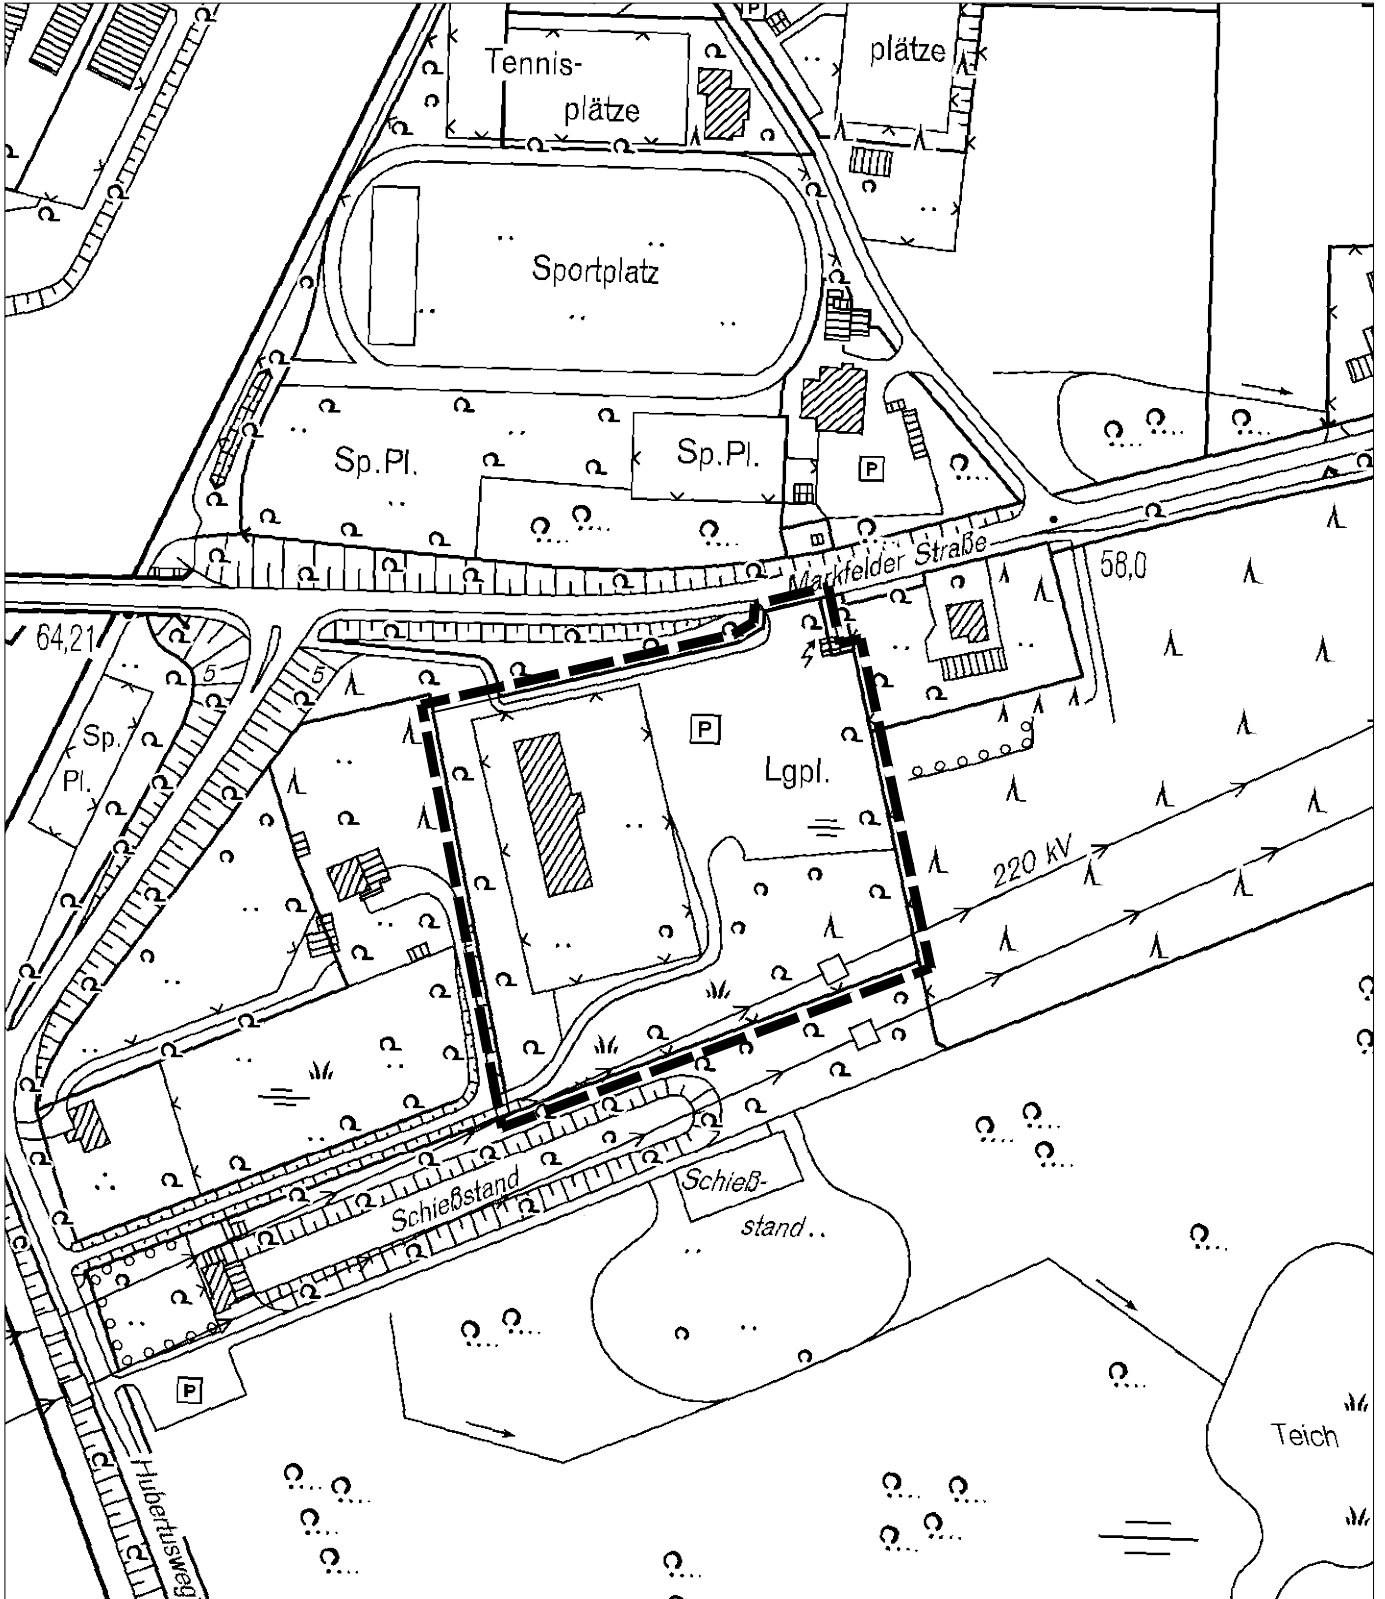 P
Tennis-
plätze
plätze
Sportplatz
Sp.Pl.
Sp.Pl.
P
Markfelder Straße
58,0
64,21
5
5
Sp.
Pl.
P
Lgpl.
220 kV
Schießstand
Schieß-
stand
P
Teich
Hubertusweg